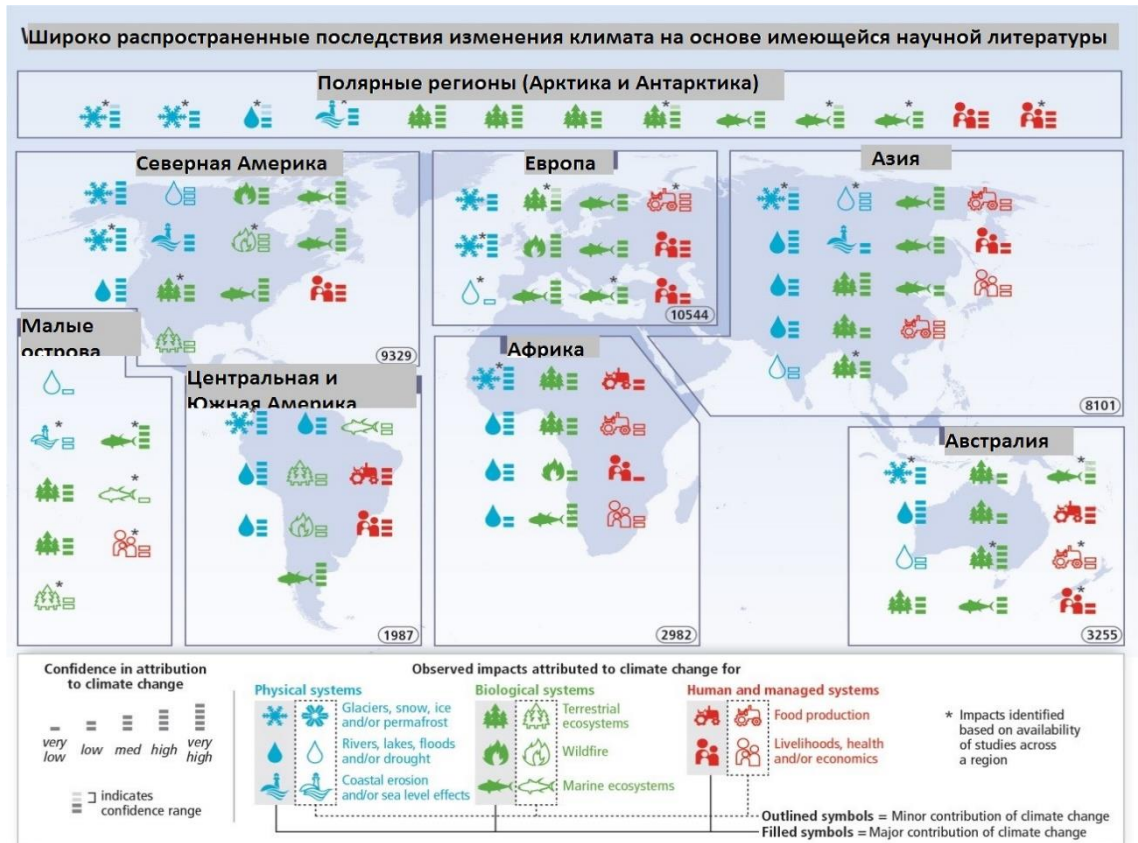 Широко распространенные последствия изменения климата на основе имеющейся научной литературы
Полярные регионы (Арктика и Антарктика)
Северная Америка
Европа
Азия
10544
Малые
острова
9329
Африка
Центральная и
Южная Америка
8101
Австралия
1987
2982
3255
Confidence in attribution
to climate change
very
low
low
med
high
very
high
indicates
confidence range
Observed impacts attributed to climate change for
Physical systems
Glaciers, snow, ice
and/or permafrost
Rivers, lakes, floods
and/or drought
Coastal erosion
and/or sea level effects
Biological systems
Terrestrial
ecosystems
Wildfire
Marine ecosystems
Human and managed systems
Food production
Livelihoods, health
and/or economics
* Impacts identified
based on availability
of studies across
a region
Outlined symbols = Minor contribution of climate change
Filled symbols = Major contribution of climate change